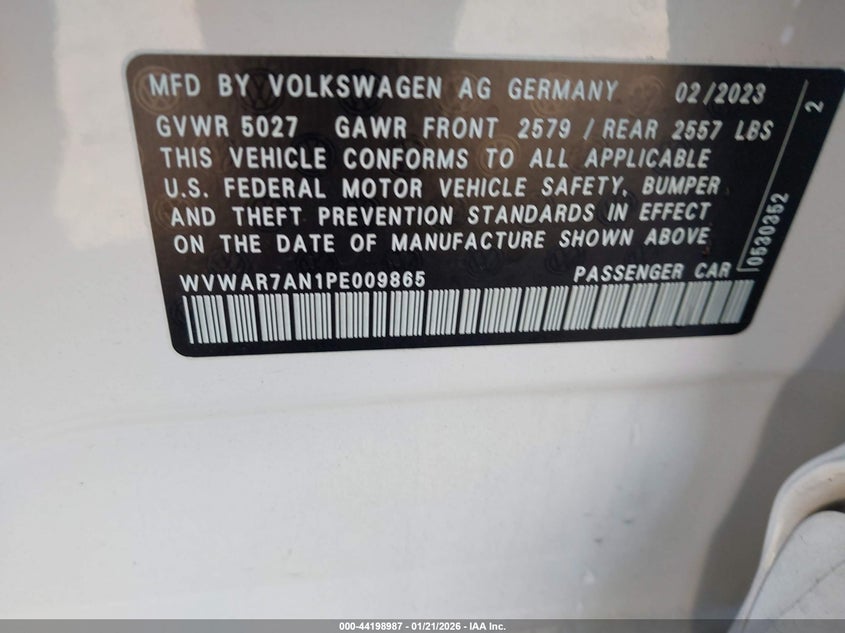 MFD BY VOLKSWAGEN AG GERMANY 02/2023
GVWR 5027 GAWR FRONT 2579 / REAR 2557 LBS
THIS VEHICLE CONFORMS TO ALL APPLICABLE
U.S. FEDERAL MOTOR VEHICLE SAFETY, BUMPER
AND THEFT PREVENTION STANDARDS IN EFFECT
ON THE DATE OF MANUFACTURE SHOWN ABOVE
WVWAR7AN1PE009865 PASSENGER CAR
0530352
2
000-44198987 - 01/21/2026 - IAA Inc.